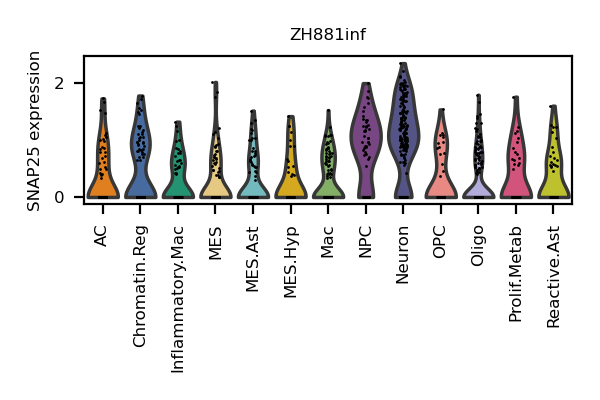 ZH881inf
SNAP25 expression
2
0
AC
Chromatin.Reg
Inflammatory.Mac
MES
MES.Ast
MES.Hyp
Mac
NPC
Neuron
OPC
Oligo
Prolif.Metab
Reactive.Ast